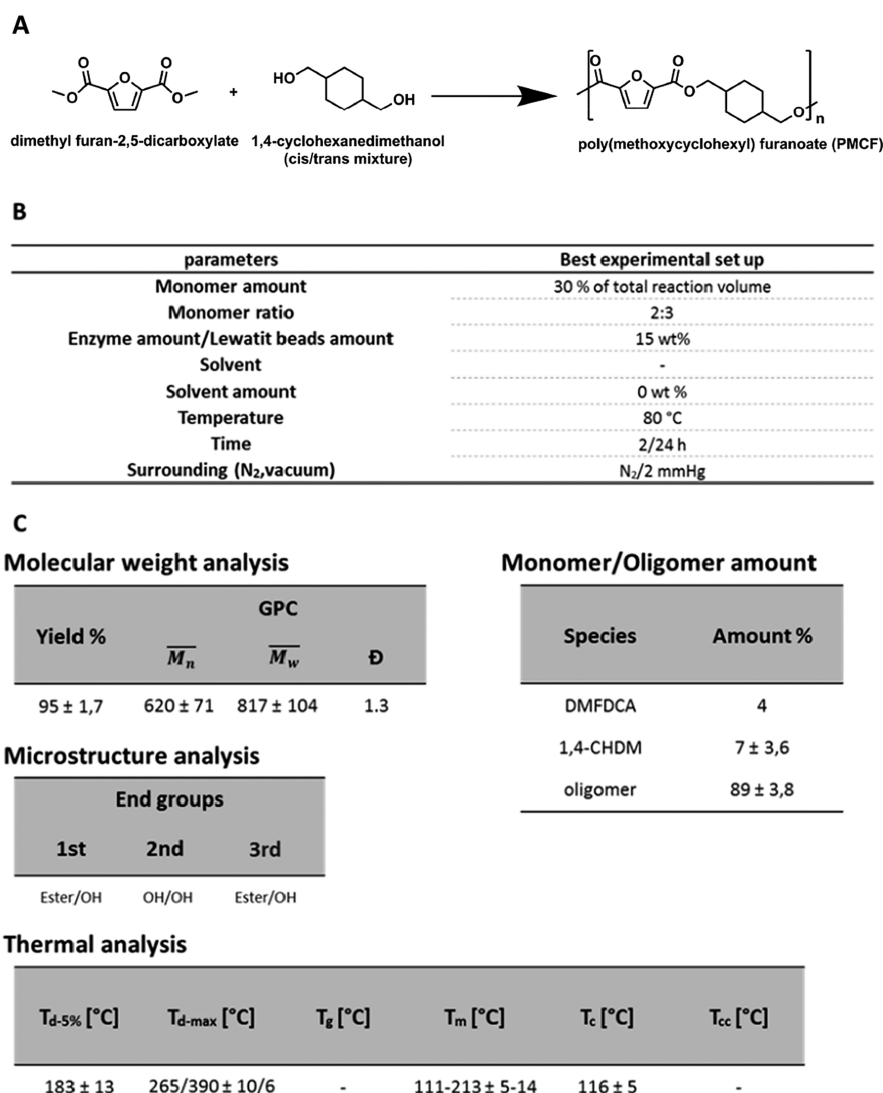 A
O O O
O O
+
HO
OH
O O O
O
O
n
dimethyl furan-2,5-dicarboxylate
1,4-cyclohexanedimethanol
(cis/trans mixture)
poly(methoxycyclohexyl) furanoate (PMCF)
B
parameters Best experimental set up
Monomer amount 30 % of total reaction volume
Monomer ratio 2:3
Enzyme amount/Lewatit beads amount 15 wt%
Solvent -
Solvent amount 0 wt %
Temperature 80 °C
Time 2/24 h
Surrounding (N₂,vacuum) N₂/2 mmHg
C
Molecular weight analysis
Yield % GPC
M̅n M̅w Đ
95 ± 1,7 620 ± 71 817 ± 104 1.3
Monomer/Oligomer amount
Species Amount %
DMFDCA 4
1,4-CHDM 7 ± 3,6
oligomer 89 ± 3,8
Microstructure analysis
End groups
1st 2nd 3rd
Ester/OH OH/OH Ester/OH
Thermal analysis
Td-5% [°C] Td-max [°C] Tg [°C] Tm [°C] Tc [°C] Tcc [°C]
183 ± 13 265/390 ± 10/6 - 111-213 ± 5-14 116 ± 5 -